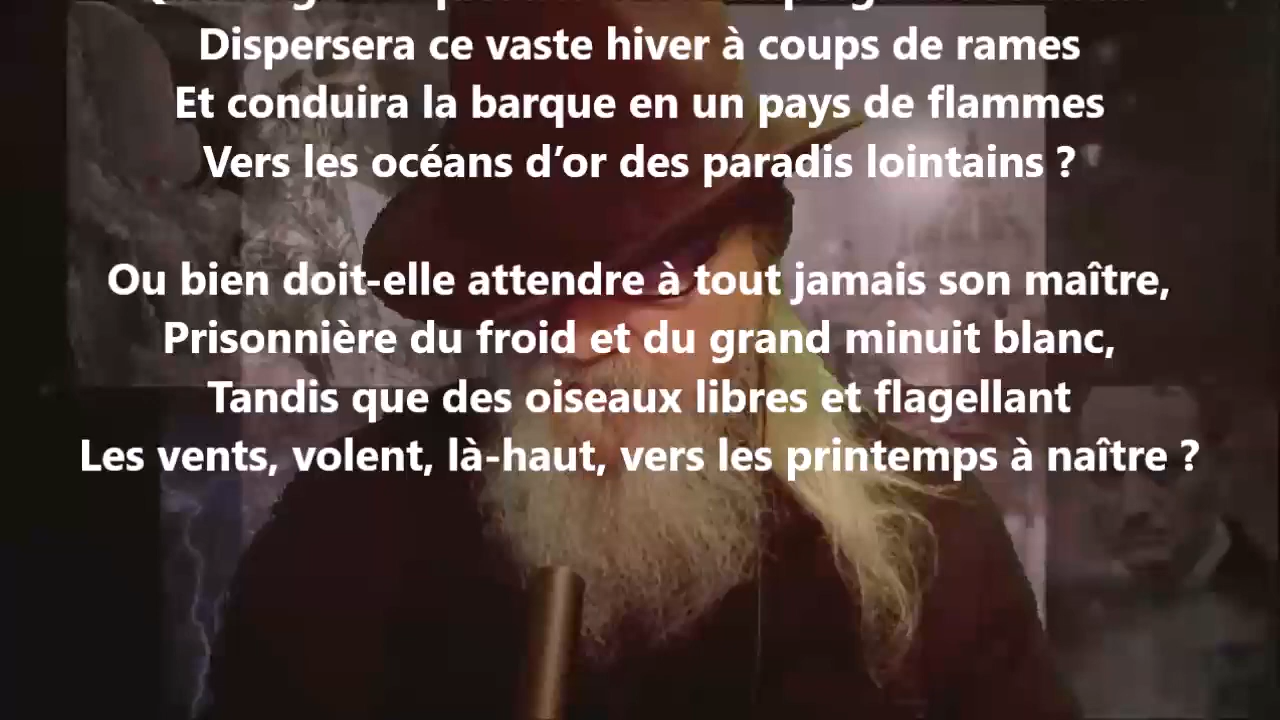 Dispersera ce vaste hiver à coups de rames
Et conduira la barque en un pays de flammes
Vers les océans d’or des paradis lointains ?
Ou bien doit-elle attendre à tout jamais son maître,
Prisonnière du froid et du grand minuit blanc,
Tandis que des oiseaux libres et flagellant
Les vents, volent, là-haut, vers les printemps à naître ?